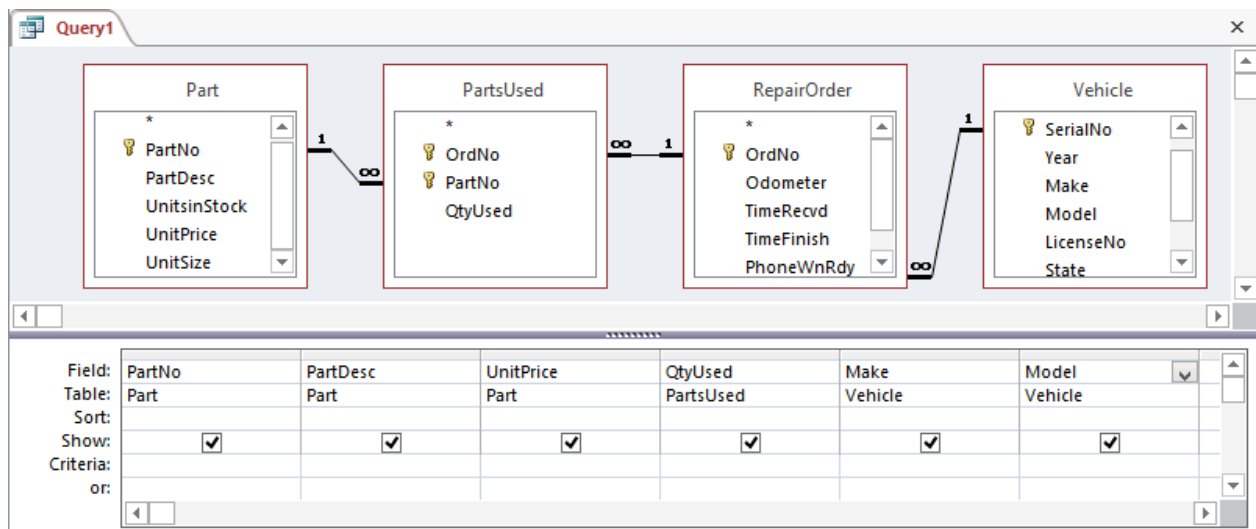 Query1
Part
*
PartNo
PartDesc
UnitsinStock
UnitPrice
UnitSize
1
∞
PartsUsed
*
OrdNo
PartNo
QtyUsed
∞
1
RepairOrder
*
OrdNo
Odometer
TimeRecvd
TimeFinish
PhoneWnRdy
∞
1
Vehicle
SerialNo
Year
Make
Model
LicenseNo
State
Field: PartNo PartDesc UnitPrice QtyUsed Make Model
Table: Part Part Part PartsUsed Vehicle Vehicle
Sort:
Show:
Criteria:
or: